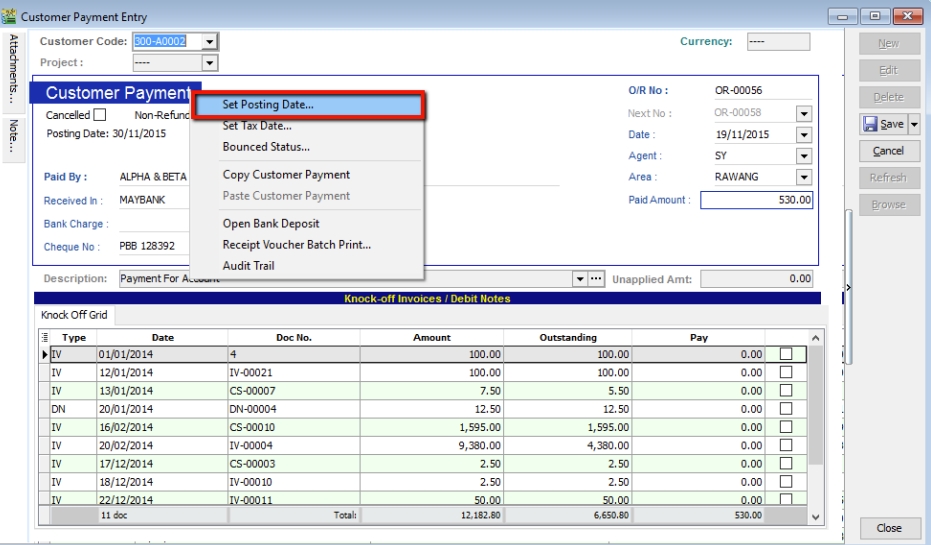 Customer Payment Entry
Attachments...
Note...
Customer Code: 300-A0002
Currency: ----
Project : ----
Customer Payment
Cancelled Non-Refund
Posting Date: 30/11/2015
Paid By : ALPHA & BETA
Received In : MAYBANK
Bank Charge :
Cheque No : PBB 128392
Set Posting Date...
Set Tax Date...
Bounced Status...
Copy Customer Payment
Paste Customer Payment
Open Bank Deposit
Receipt Voucher Batch Print...
Audit Trail
O/R No : OR-00056
Next No : OR-00058
Date : 19/11/2015
Agent : SY
Area : RAWANG
Paid Amount : 530.00
Description: Payment For Account
Unapplied Amt: 0.00
New
Edit
Delete
Save
Cancel
Refresh
Browse
Knock-off Invoices / Debit Notes
Knock Off Grid
Type Date Doc No. Amount Outstanding Pay
IV 01/01/2014 4 100.00 100.00 0.00
IV 12/01/2014 IV-00021 100.00 100.00 0.00
IV 13/01/2014 CS-00007 7.50 5.50 0.00
DN 20/01/2014 DN-00004 12.50 12.50 0.00
IV 16/02/2014 CS-00010 1,595.00 1,595.00 0.00
IV 20/02/2014 IV-00004 9,380.00 4,380.00 0.00
IV 17/12/2014 CS-00003 2.50 2.50 0.00
IV 18/12/2014 IV-00010 2.50 2.50 0.00
IV 22/12/2014 IV-00011 50.00 50.00 0.00
11 doc Total: 12,182.80 6,650.80 530.00
Close